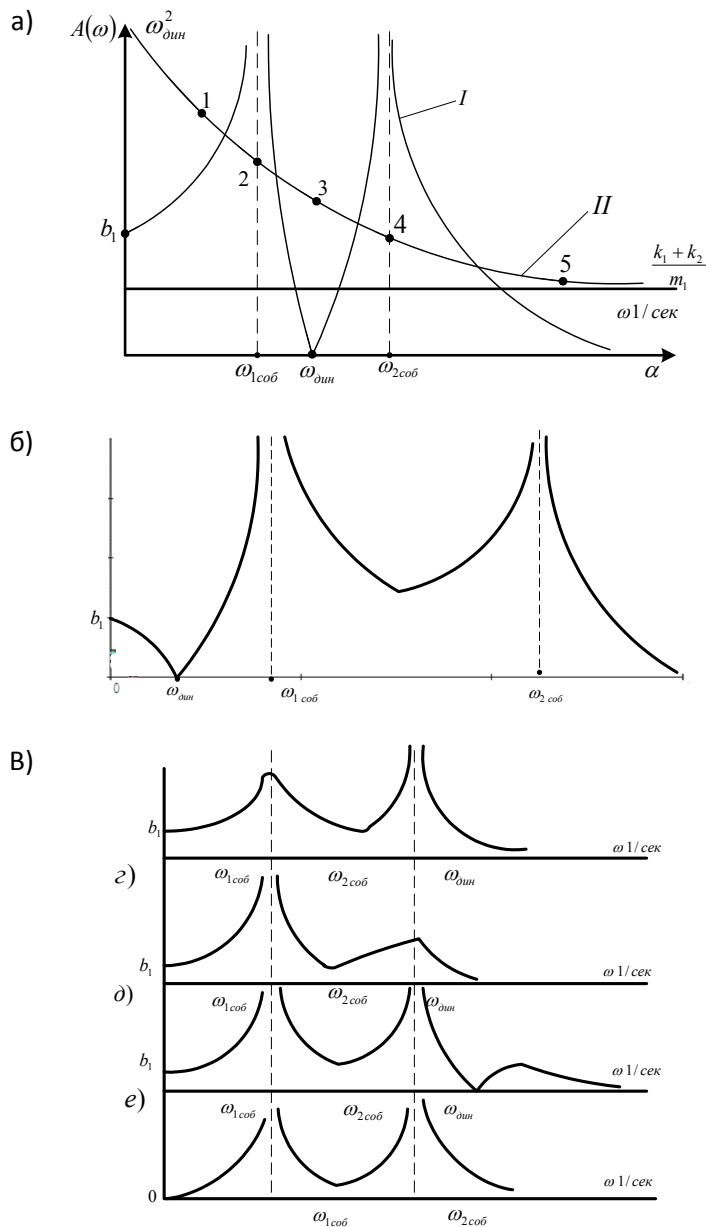 а)
A(ω) ω²дин
1
I
2
3
b₁
4
II
5
(k₁ + k₂)/m₁
ω1/сек
ω1соб ωдин ω2соб α
б)
b₁
0 ωдин ω1 соб ω2 соб
В)
b₁
ω 1/сек
г) ω1соб ω2соб ωдин
b₁
ω 1/сек
д) ω1соб ω2соб ωдин
b₁
ω 1/сек
е) ω1соб ω2соб ωдин
0
ω 1/сек
ω1соб ω2соб